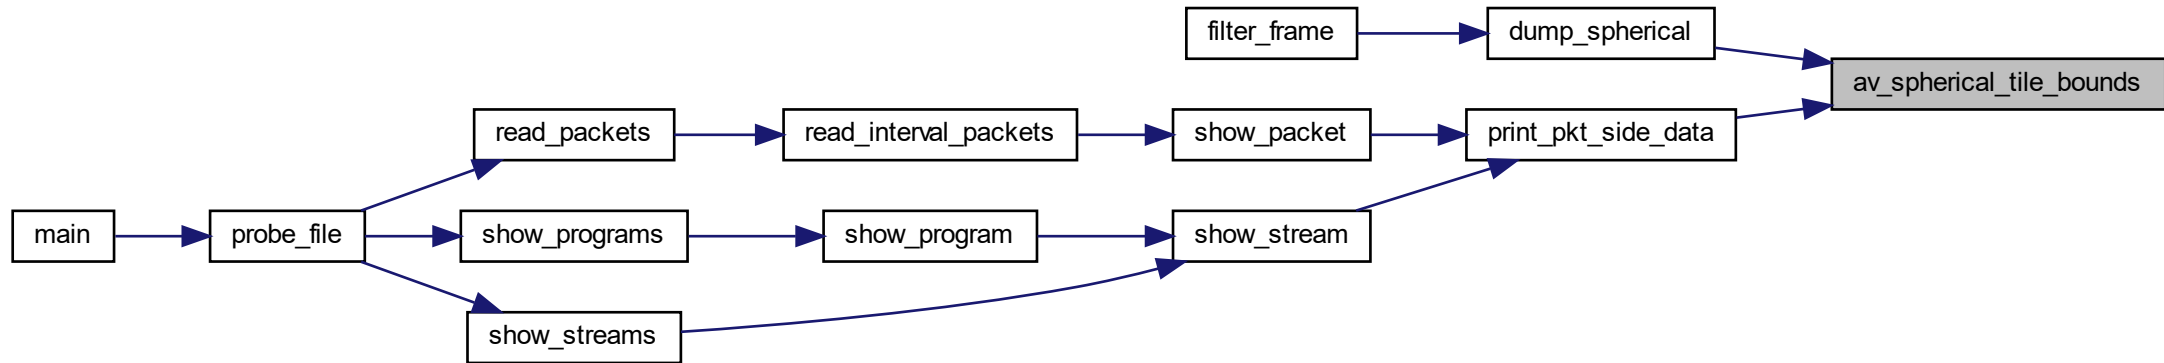 filter_frame
dump_spherical
av_spherical_tile_bounds
read_packets
read_interval_packets
show_packet
print_pkt_side_data
main
probe_file
show_programs
show_program
show_stream
show_streams